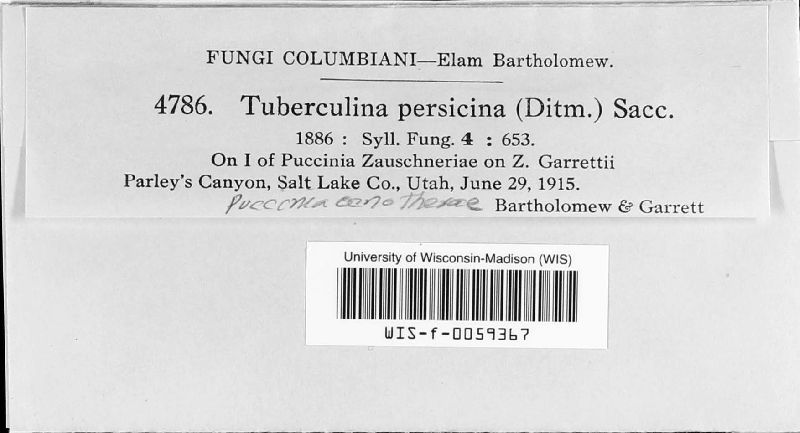 FUNGI COLUMBIANI—Elam Bartholomew.
4786. Tuberculina persicina (Ditm.) Sacc.
1886 : Syll. Fung. 4 : 653.
On I of Puccinia Zauschneriae on Z. Garrettii
Parley's Canyon, Salt Lake Co., Utah, June 29, 1915.
Puccinia oenotherae Bartholomew & Garrett
University of Wisconsin-Madison (WIS)
WIS-f-0059367